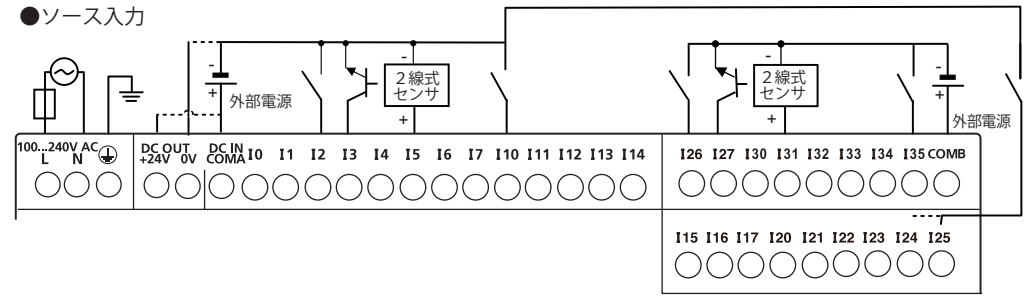 ●ソース入力
-
+
外部電源
-
2線式
センサ
+
-
2線式
センサ
+
-
+
外部電源
100...240V AC
L N
DC OUT
+24V 0V
DC IN
COMA I0 I1 I2 I3 I4 I5 I6 I7 I10 I11 I12 I13 I14
I26 I27 I30 I31 I32 I33 I34 I35 COMB
I15 I16 I17 I20 I21 I22 I23 I24 I25